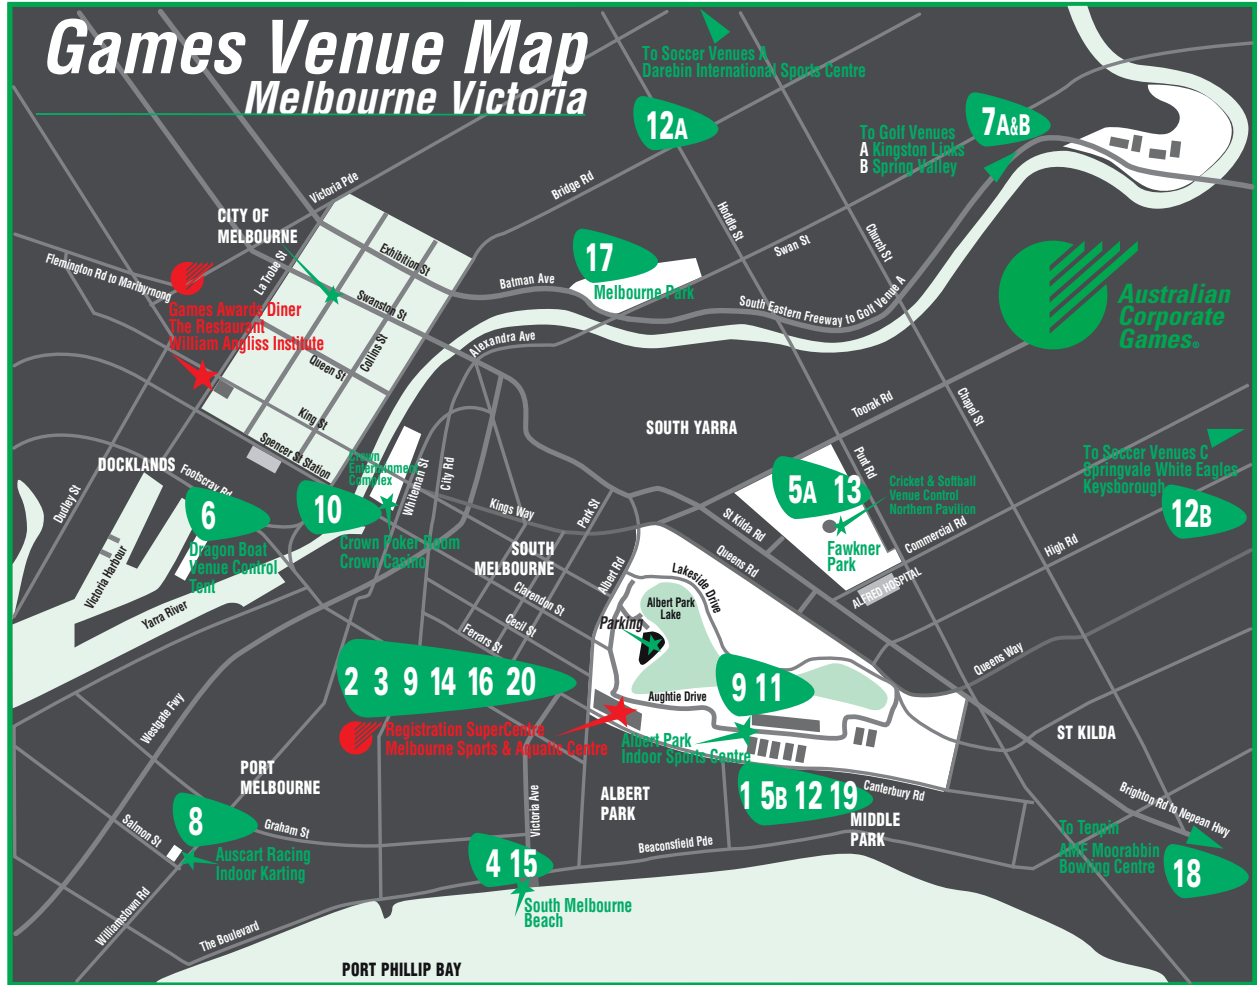 Games Venue Map
Melbourne Victoria
To Soccer Venues A
Darebin International Sports Centre
12A
7A&B
To Golf Venues
A Kingston Links
B Spring Valley
Victoria Pde
Bridge Rd
Hoddle St
Church St
Swan St
CITY OF
MELBOURNE
Exhibition St
La Trobe St
Flemington Rd to Maribyrnong
Swanston St
Batman Ave
17
Melbourne Park
South Eastern Freeway to Golf Venue A
Australian
Corporate
Games®
Games Awards Diner
The Restaurant
William Angliss Institute
Collins St
Queen St
Alexandra Ave
King St
Spencer St Station
Toorak Rd
Chapel St
SOUTH YARRA
Punt Rd
DOCKLANDS
Footscray Rd
Dudley St
Crown
Entertainment
Complex
Whiteman St
City Rd
Kings Way
Park St
To Soccer Venues C
Springvale White Eagles
Keysborough
12B
5A 13
Cricket & Softball
Venue Control
Northern Pavilion
Fawkner
Park
St Kilda Rd
Commercial Rd
High Rd
ALFRED HOSPITAL
6
Dragon Boat
Venue Control
Tent
10
Crown Poker Room
Crown Casino
SOUTH
MELBOURNE
Victoria Harbour
Yarra River
Clarendon St
Cecil St
Ferrars St
Albert Rd
Queens Rd
Lakeside Drive
Albert Park
Lake
Parking
Queens Way
2 3 9 14 16 20
Registration SuperCentre
Melbourne Sports & Aquatic Centre
Aughtie Drive
9 11
Albert Park
Indoor Sports Centre
Westgate Fwy
ST KILDA
PORT
MELBOURNE
ALBERT
PARK
1 5B 12 19
Canterbury Rd
MIDDLE
PARK
Brighton Rd to Nepean Hwy
8
Salmon St
Graham St
Auscart Racing
Indoor Karting
Victoria Ave
Beaconsfield Pde
To Tenpin
AMF Moorabbin
Bowling Centre
18
4 15
South Melbourne
Beach
Williamstown Rd
The Boulevard
PORT PHILLIP BAY